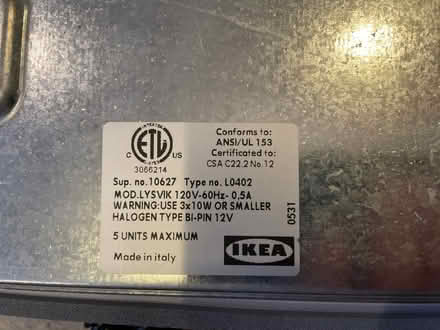 ETL
C US
3066214
Conforms to:
ANSI/UL 153
Certificated to:
CSA C22.2 No.12
Sup. no.10627 Type no. L0402
MOD.LYSVIK 120V-60Hz- 0,5A
WARNING:USE 3x10W OR SMALLER
HALOGEN TYPE BI-PIN 12V
5 UNITS MAXIMUM
Made in italy
IKEA
0531